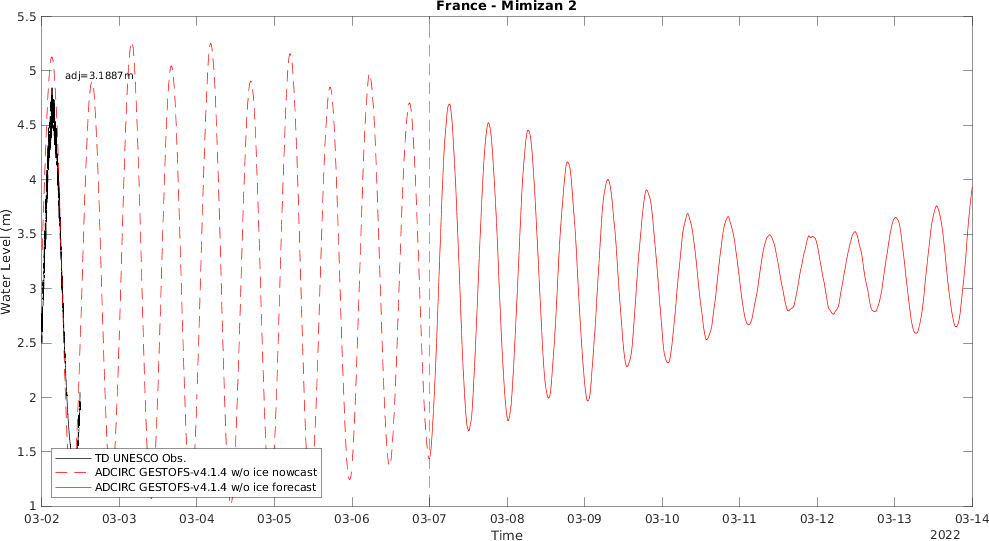 France - Mimizan 2
5.5
5
4.5
4
3.5
3
2.5
2
1.5
1
Water Level (m)
adj=3.1887m
TD UNESCO Obs.
ADCIRC GESTOFS-v4.1.4 w/o ice nowcast
ADCIRC GESTOFS-v4.1.4 w/o ice forecast
03-02 03-03 03-04 03-05 03-06 03-07 03-08 03-09 03-10 03-11 03-12 03-13 03-14
Time
2022